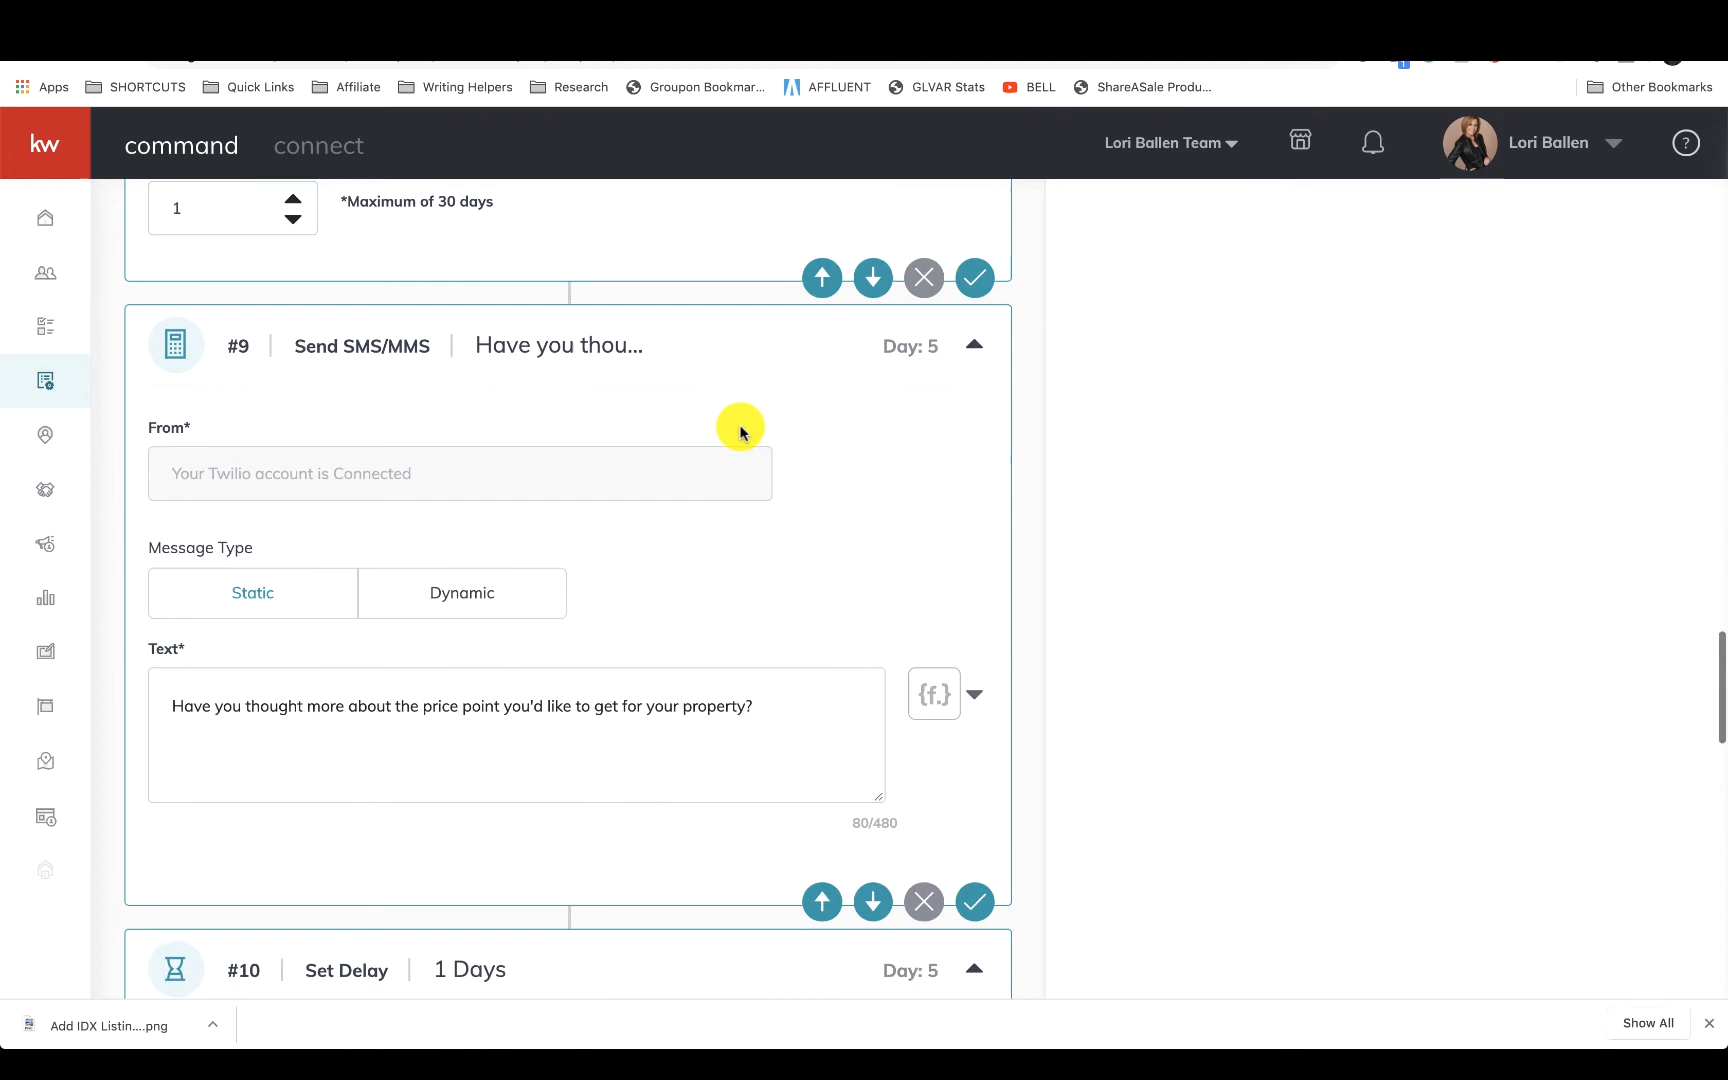 Apps SHORTCUTS Quick Links Affiliate Writing Helpers Research Groupon Bookmar... AFFLUENT GLVAR Stats BELL ShareASale Produ... Other Bookmarks
kw command connect Lori Ballen Team Lori Ballen ?
1 *Maximum of 30 days
#9 Send SMS/MMS Have you thou... Day: 5
From*
Your Twilio account is Connected
Message Type
Static Dynamic
Text*
{f.}
Have you thought more about the price point you'd like to get for your property?
80/480
#10 Set Delay 1 Days Day: 5
Add IDX Listin....png Show All